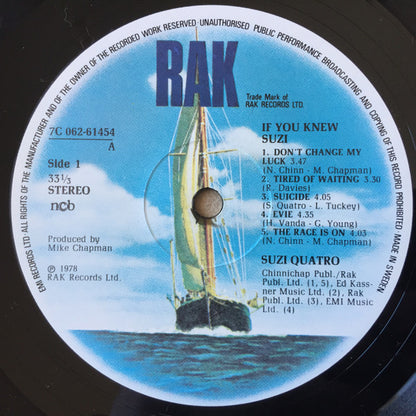 ALL RIGHTS OF THE MANUFACTURER AND OF THE OWNER OF THE RECORDED WORK RESERVED · UNAUTHORISED PUBLIC PERFORMANCE BROADCASTING AND COPYING OF THIS RECORD PROHIBITED
RAK
Trade Mark of
RAK RECORDS LTD.
7C 062-61454
A
Side 1
33⅓
STEREO
ncb
Produced by
Mike Chapman
℗ 1978
RAK Records Ltd.
IF YOU KNEW
SUZI
1. DON'T CHANGE MY
LUCK 3.47
(N. Chinn - M. Chapman)
2. TIRED OF WAITING 3.30
(R. Davies)
3. SUICIDE 4.05
(S. Quatro - L. Tuckey)
4. EVIE 4.35
(H. Vanda - G. Young)
5. THE RACE IS ON 4.03
(N. Chinn - M. Chapman)
SUZI QUATRO
Chinnichap Publ./Rak
Publ. Ltd. (1, 5), Ed Kass-
ner Music Ltd. (2), Rak
Publ. Ltd. (3), EMI Music
Ltd. (4)
EMI RECORDS LTD
MADE IN SWEDEN